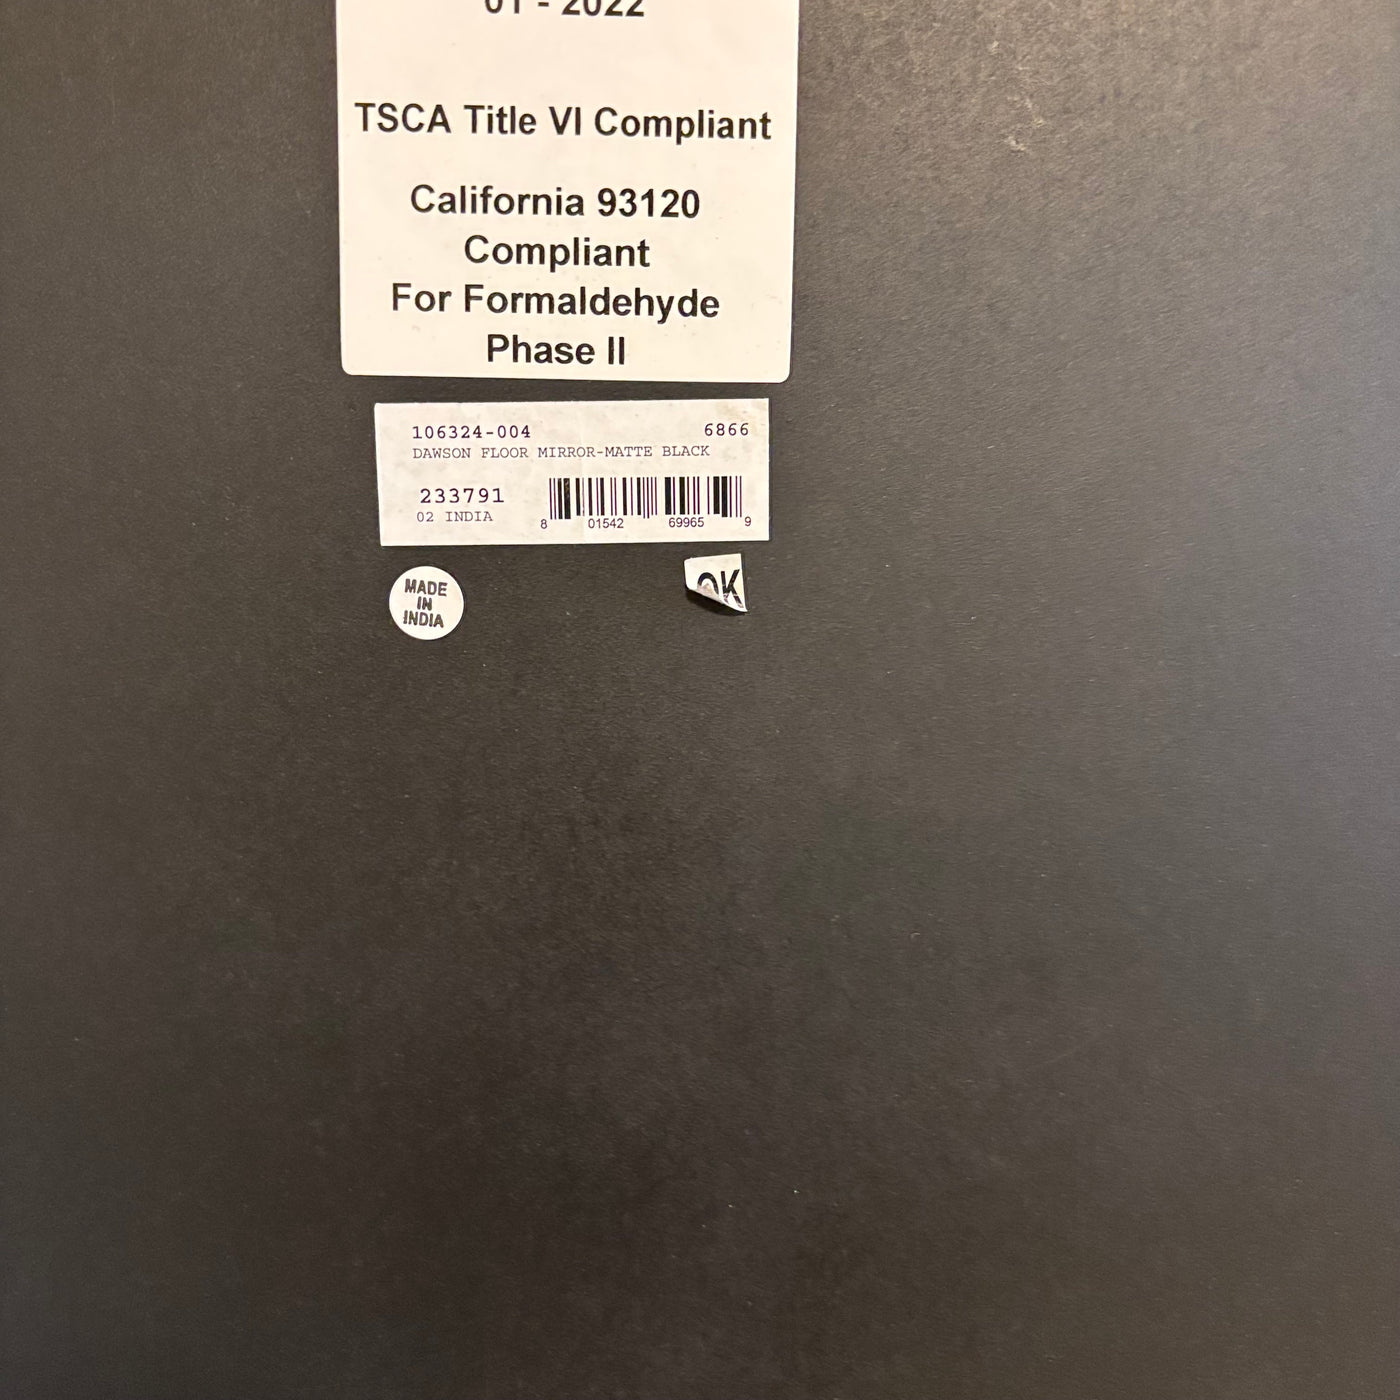 01 - 2022
TSCA Title VI Compliant
California 93120
Compliant
For Formaldehyde
Phase II
106324-004 6866
DAWSON FLOOR MIRROR-MATTE BLACK
233791
02 INDIA
8 01542 69965 9
MADE
IN
INDIA
OK